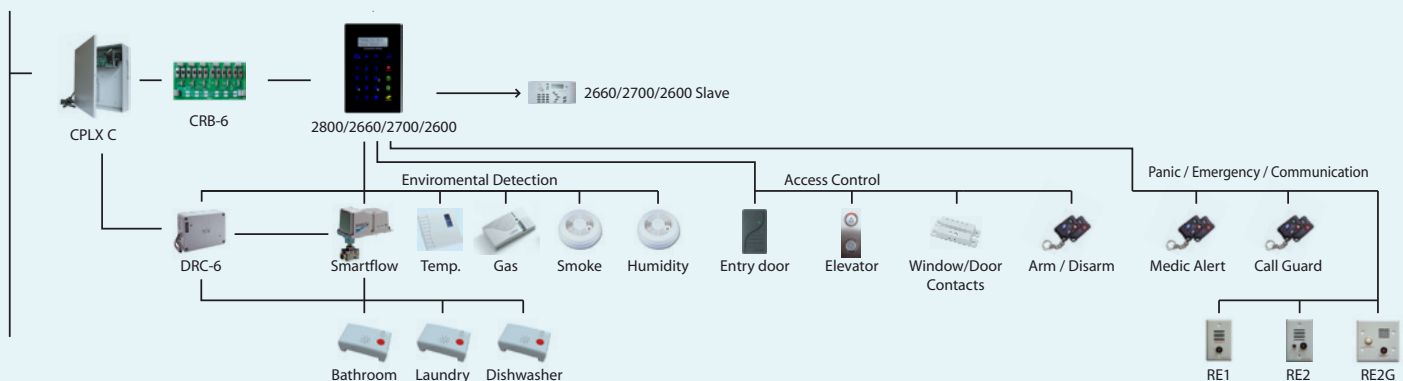 2660/2700/2600 Slave
CRB-6
CPLX C
2800/2660/2700/2600
Enviromental Detection
Access Control
Panic / Emergency / Communication
DRC-6
Smartflow
Temp.
Gas
Smoke
Humidity
Entry door
Elevator
Window/Door
Contacts
Arm / Disarm
Medic Alert
Call Guard
Bathroom
Laundry
Dishwasher
RE1
RE2
RE2G